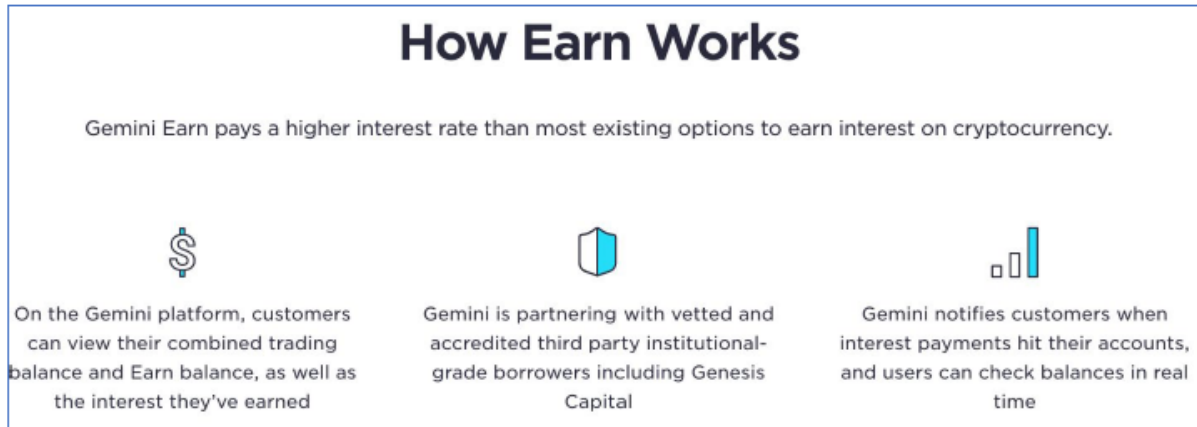 How Earn Works
Gemini Earn pays a higher interest rate than most existing options to earn interest on cryptocurrency.
On the Gemini platform, customers
can view their combined trading
balance and Earn balance, as well as
the interest they’ve earned
Gemini is partnering with vetted and
accredited third party institutional-
grade borrowers including Genesis
Capital
Gemini notifies customers when
interest payments hit their accounts,
and users can check balances in real
time